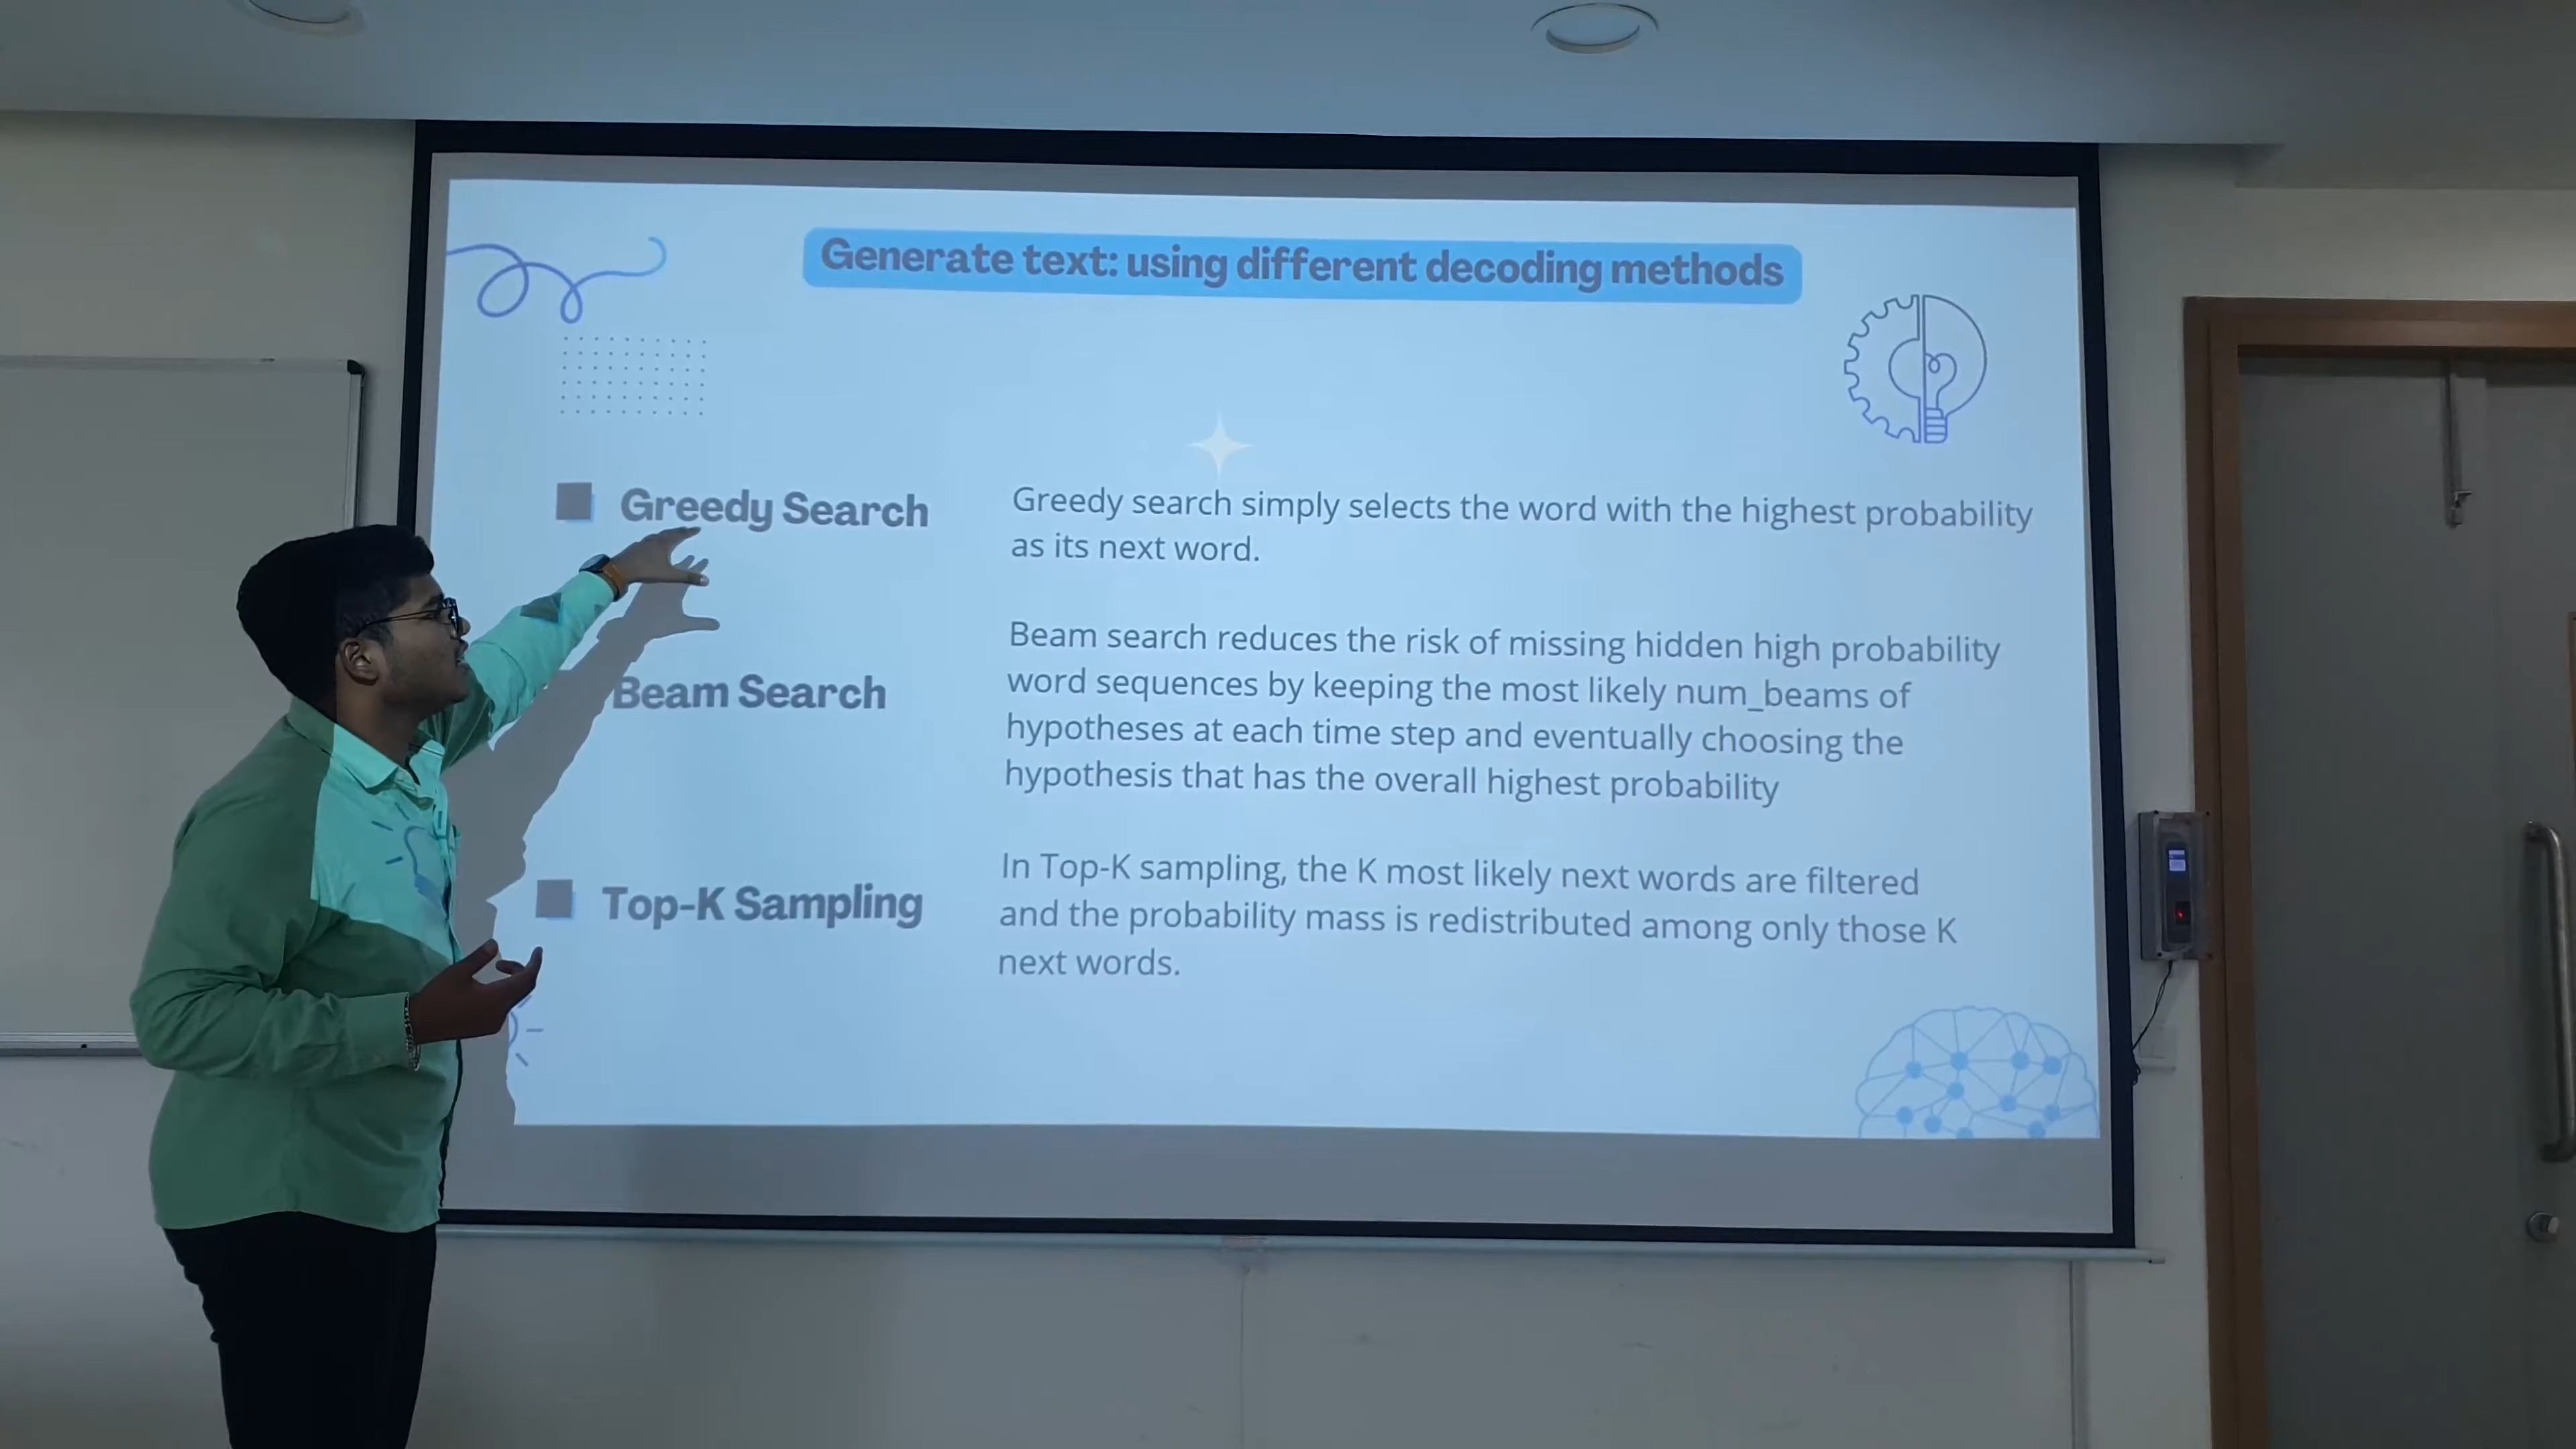 Generate text: using different decoding methods
Greedy Search
Greedy search simply selects the word with the highest probability
as its next word.
Beam Search
Beam search reduces the risk of missing hidden high probability
word sequences by keeping the most likely num_beams of
hypotheses at each time step and eventually choosing the
hypothesis that has the overall highest probability
Top-K Sampling
In Top-K sampling, the K most likely next words are filtered
and the probability mass is redistributed among only those K
next words.